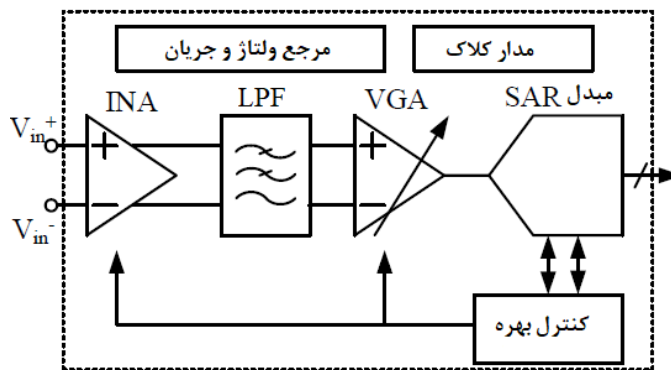 مرجع ولتاژ و جریان
مدار کلاک
INA
LPF
VGA
مبدل SAR
Vin+
Vin-
کنترل بهره